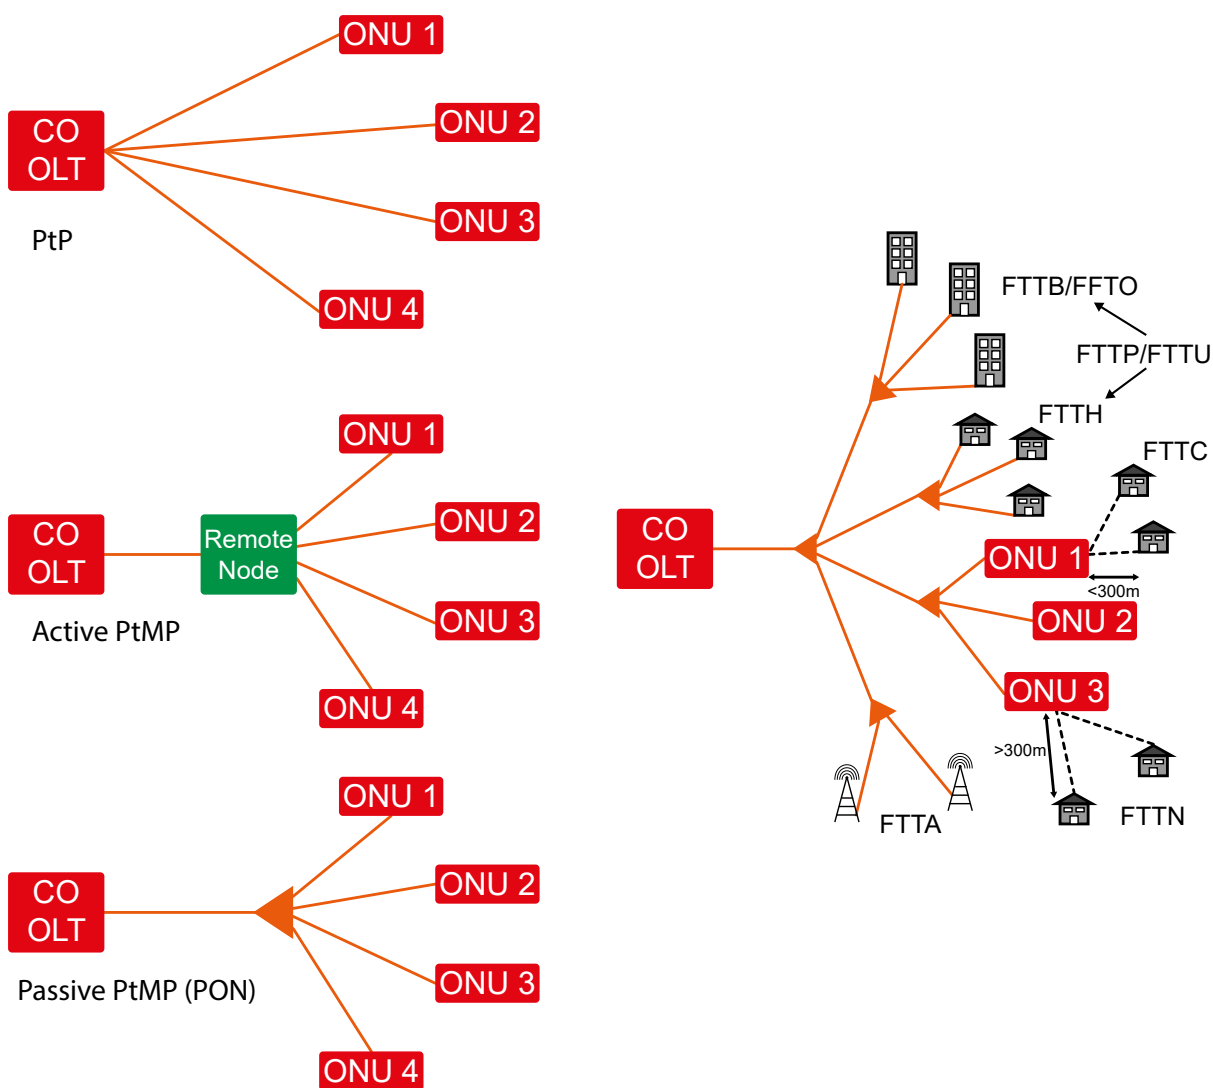 ONU 1
CO
OLT
ONU 2
ONU 3
PtP
ONU 4
ONU 1
CO
OLT
Remote
Node
ONU 2
ONU 3
Active PtMP
ONU 4
ONU 1
CO
OLT
ONU 2
ONU 3
Passive PtMP (PON)
ONU 4
FTTB/FFTO
FTTP/FTTU
FTTH
FTTC
CO
OLT
ONU 1
<300m
ONU 2
ONU 3
>300m
FTTA
FTTN